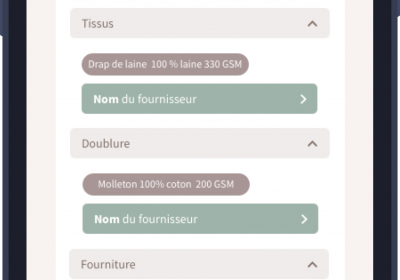 Tissus
Drap de laine 100 % laine 330 GSM
Nom du fournisseur
Doublure
Molleton 100% coton 200 GSM
Nom du fournisseur
Fourniture